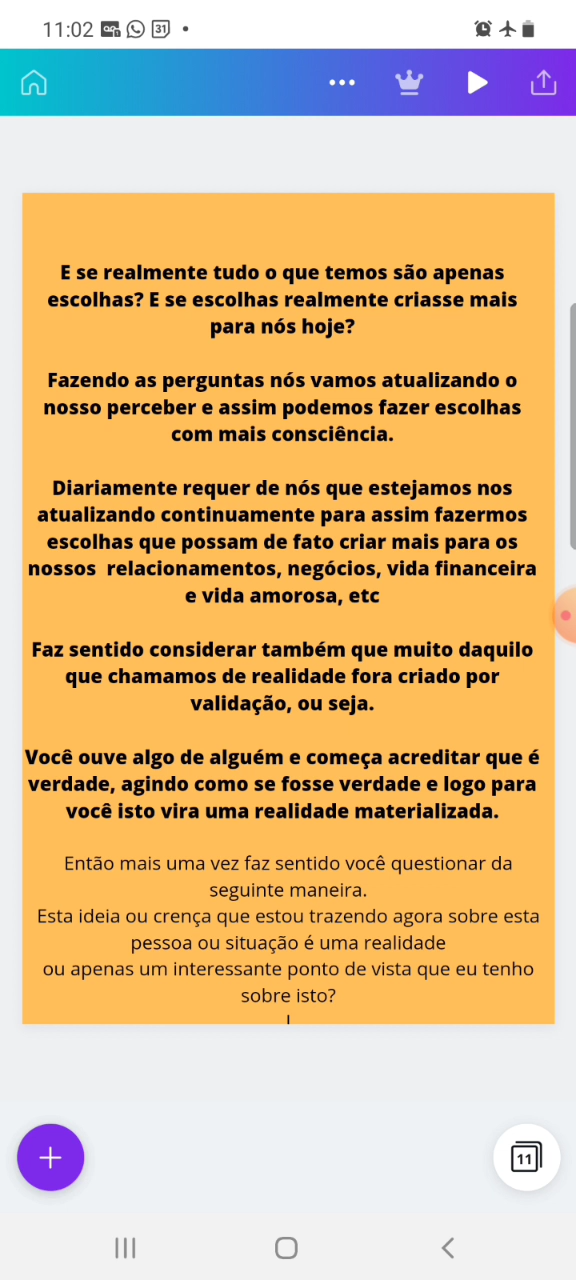 11:02
31
E se realmente tudo o que temos são apenas
escolhas? E se escolhas realmente criasse mais
para nós hoje?
Fazendo as perguntas nós vamos atualizando o
nosso perceber e assim podemos fazer escolhas
com mais consciência.
Diariamente requer de nós que estejamos nos
atualizando continuamente para assim fazermos
escolhas que possam de fato criar mais para os
nossos  relacionamentos, negócios, vida financeira
e vida amorosa, etc
Faz sentido considerar também que muito daquilo
que chamamos de realidade fora criado por
validação, ou seja.
Você ouve algo de alguém e começa acreditar que é
verdade, agindo como se fosse verdade e logo para
você isto vira uma realidade materializada.
Então mais uma vez faz sentido você questionar da
seguinte maneira.
Esta ideia ou crença que estou trazendo agora sobre esta
pessoa ou situação é uma realidade
ou apenas um interessante ponto de vista que eu tenho
sobre isto?
11